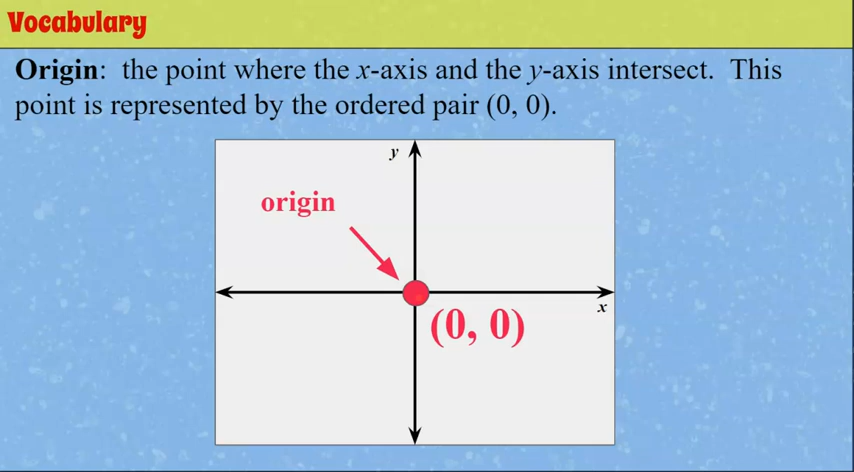 Vocabulary
Origin: the point where the x-axis and the y-axis intersect. This
point is represented by the ordered pair (0, 0).
y
origin
x
(0, 0)